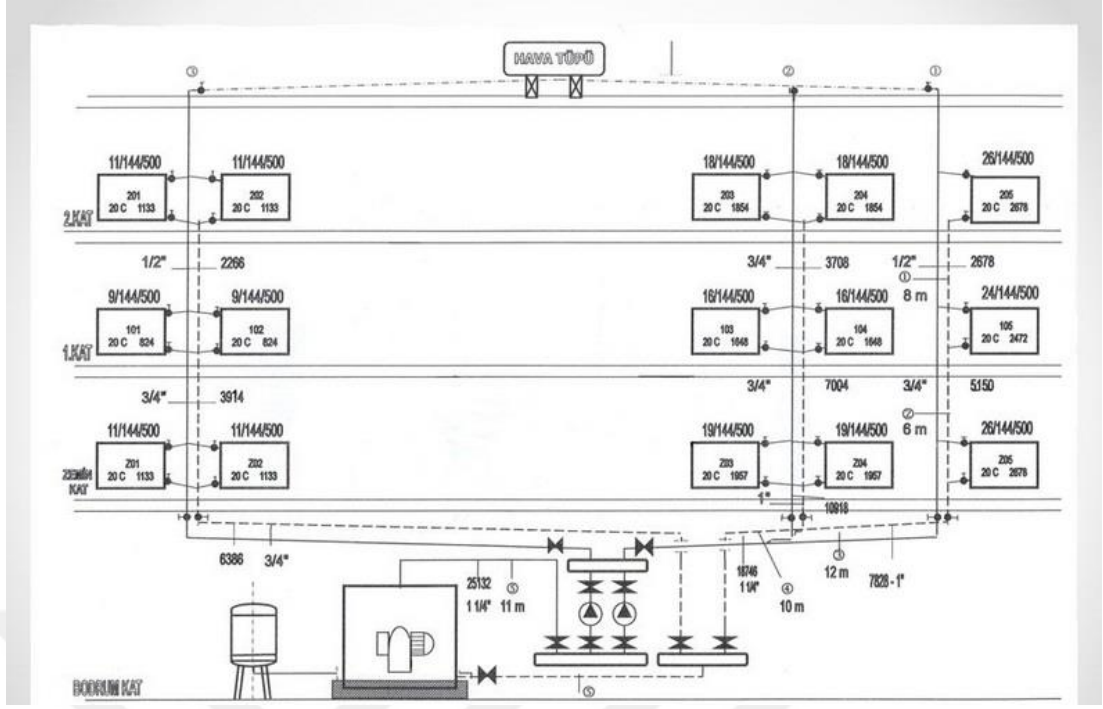 HAVA TÜPÜ
③ ② ①
11/144/500 11/144/500 18/144/500 18/144/500 26/144/500
201 202 203 204 205
20 C 1133 20 C 1133 20 C 1854 20 C 1854 20 C 2678
2.KAT
1/2" 2266 3/4" 3708 1/2" 2678
①
8 m
9/144/500 9/144/500 16/144/500 16/144/500 24/144/500
101 102 103 104 105
20 C 824 20 C 824 20 C 1648 20 C 1648 20 C 2472
1.KAT
3/4" 3914 3/4" 7004 3/4" 5150
②
6 m
11/144/500 11/144/500 19/144/500 19/144/500 26/144/500
Z01 Z02 Z03 Z04 Z05
20 C 1133 20 C 1133 20 C 1957 20 C 1957 20 C 2678
ZEMİN
KAT
1" 10918
6386 3/4" 18746 ③ 7828 - 1"
1 1/4" 12 m
④
10 m
25132 ⑤
1 1/4" 11 m
BODRUM KAT
⑤